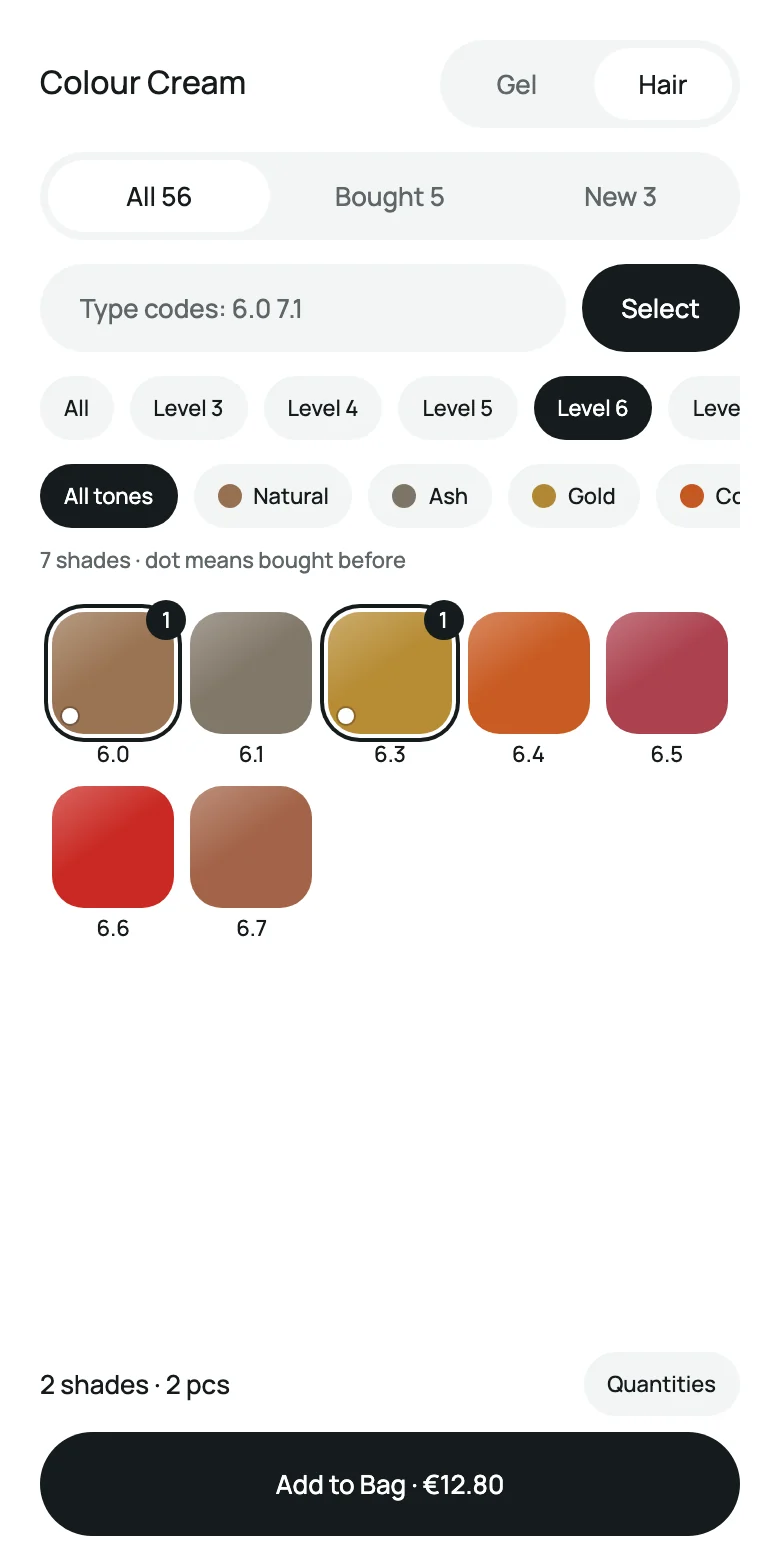 Colour Cream
Gel Hair
All 56 Bought 5 New 3
Type codes: 6.0 7.1 Select
All Level 3 Level 4 Level 5 Level 6 Leve
All tones Natural Ash Gold Co
7 shades · dot means bought before
1 1
6.0 6.1 6.3 6.4 6.5
6.6 6.7
2 shades · 2 pcs Quantities
Add to Bag · €12.80